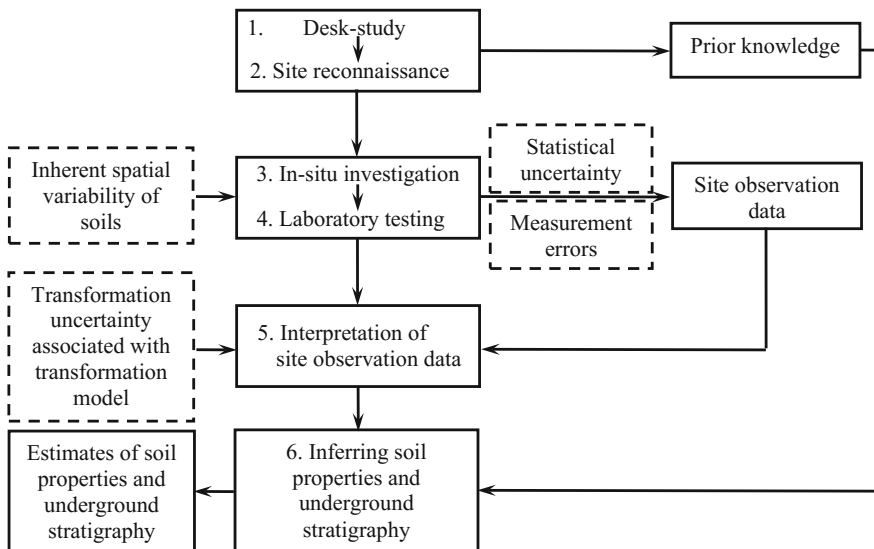 1. Desk-study
2. Site reconnaissance
Prior knowledge
Inherent spatial
variability of
soils
3. In-situ investigation
4. Laboratory testing
Statistical
uncertainty
Measurement
errors
Site observation
data
Transformation
uncertainty
associated with
transformation
model
5. Interpretation of
site observation data
Estimates of soil
properties and
underground
stratigraphy
6. Inferring soil
properties and
underground
stratigraphy